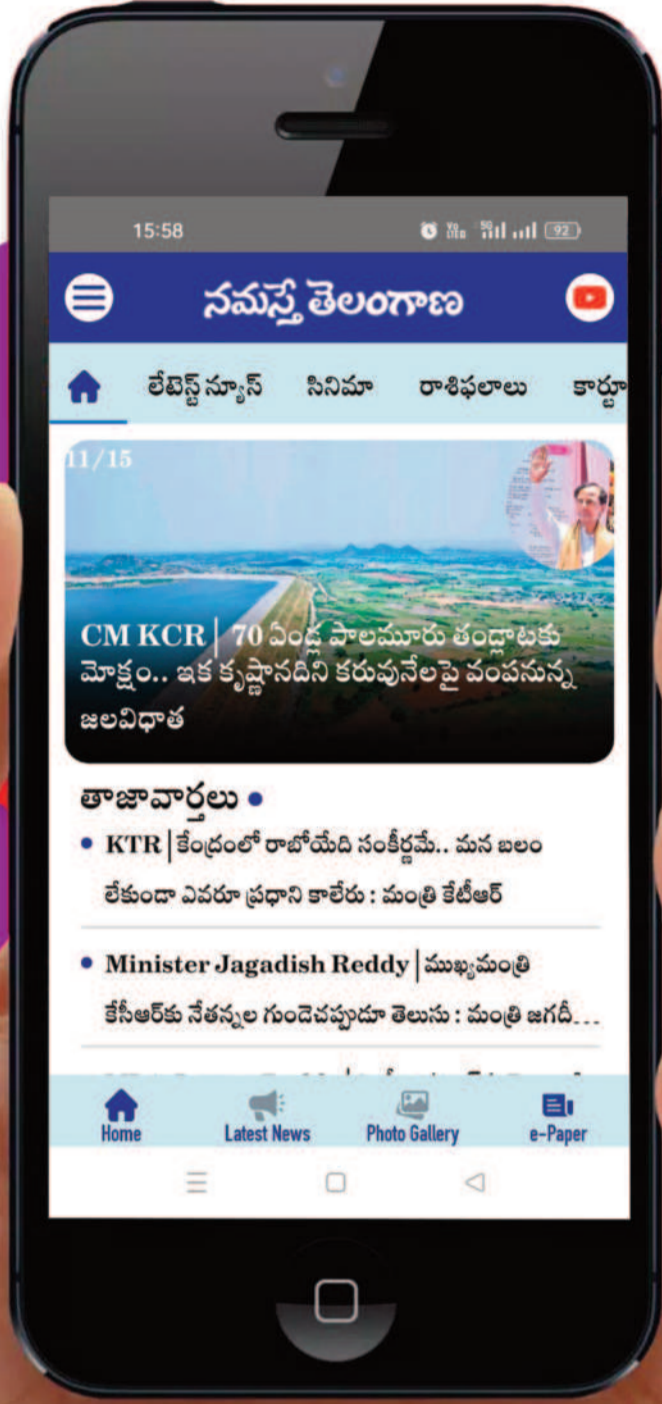 15:58
92
నమస్తే తెలంగాణ
లేటెస్ట్ న్యూస్ సినిమా రాశిఫలాలు కార్టూ
11/15
CM KCR | 70 ఏండ్ల పాలమూరు తండ్లాటకు
మోక్షం.. ఇక కృష్ణానదిని కరువునేలపై వంపనున్న
జలవిధాత
తాజావార్తలు •
• KTR | కేంద్రంలో రాబోయేది సంకీర్ణమే.. మన బలం
లేకుండా ఎవరూ ప్రధాని కాలేరు : మంత్రి కేటీఆర్
• Minister Jagadish Reddy | ముఖ్యమంత్రి
కేసీఆర్‌కు నేతన్నల గుండెచప్పుడూ తెలుసు : మంత్రి జగదీ...
Home Latest News Photo Gallery e-Paper